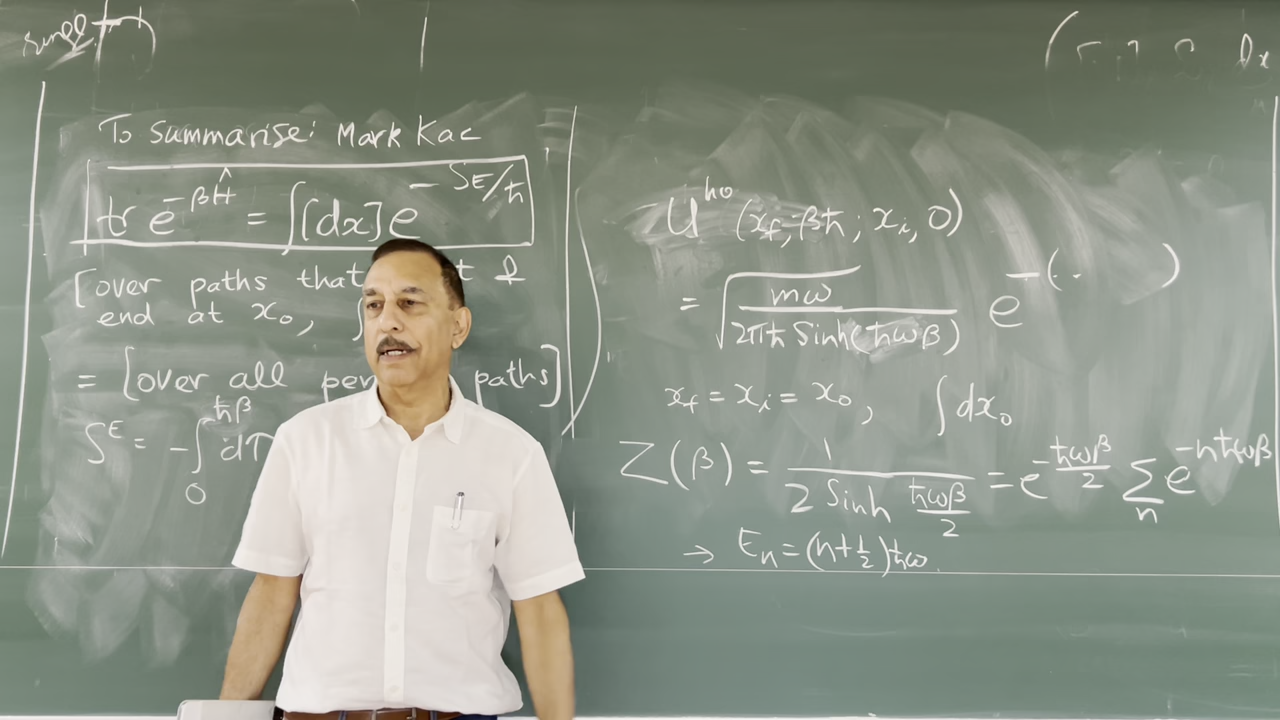 To summarise: Mark Kac
tr e^{-βĤ} = ∫[dx] e^{-SE/ħ}
[over paths that t &
end at x₀,
= [over all per paths]
S^E = -∫₀^{ħβ} dτ
U^{ho} (x_f, βħ ; x_i, 0)
= √(mω / 2πħ Sinh(ħωβ)) e^{-(.. )}
x_f = x_i = x₀, ∫dx₀
Z(β) = 1 / (2 Sinh ħωβ/2) = e^{-ħωβ/2} Σ_n e^{-nħωβ}
→ E_n = (n+½)ħω